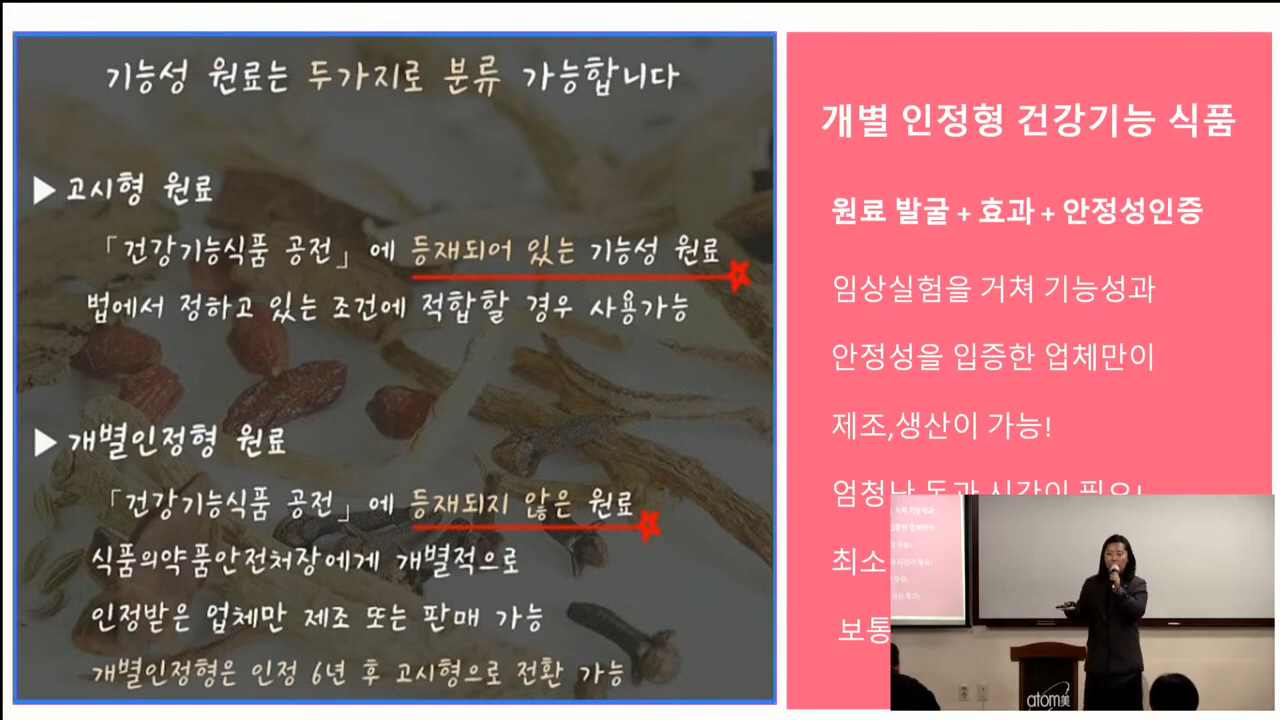 기능성 원료는 두가지로 분류 가능합니다
▶ 고시형 원료
「건강기능식품 공전」에 등재되어 있는 기능성 원료
법에서 정하고 있는 조건에 적합할 경우 사용가능
▶ 개별인정형 원료
「건강기능식품 공전」에 등재되지 않은 원료
식품의약품안전처장에게 개별적으로
인정받은 업체만 제조 또는 판매 가능
개별인정형은 인정 6년 후 고시형으로 전환 가능
개별 인정형 건강기능 식품
원료 발굴 + 효과 + 안정성인증
임상실험을 거쳐 기능성과
안정성을 입증한 업체만이
제조,생산이 가능!
엄청난 돈과 시간이 필요!
최소
보통
atom美